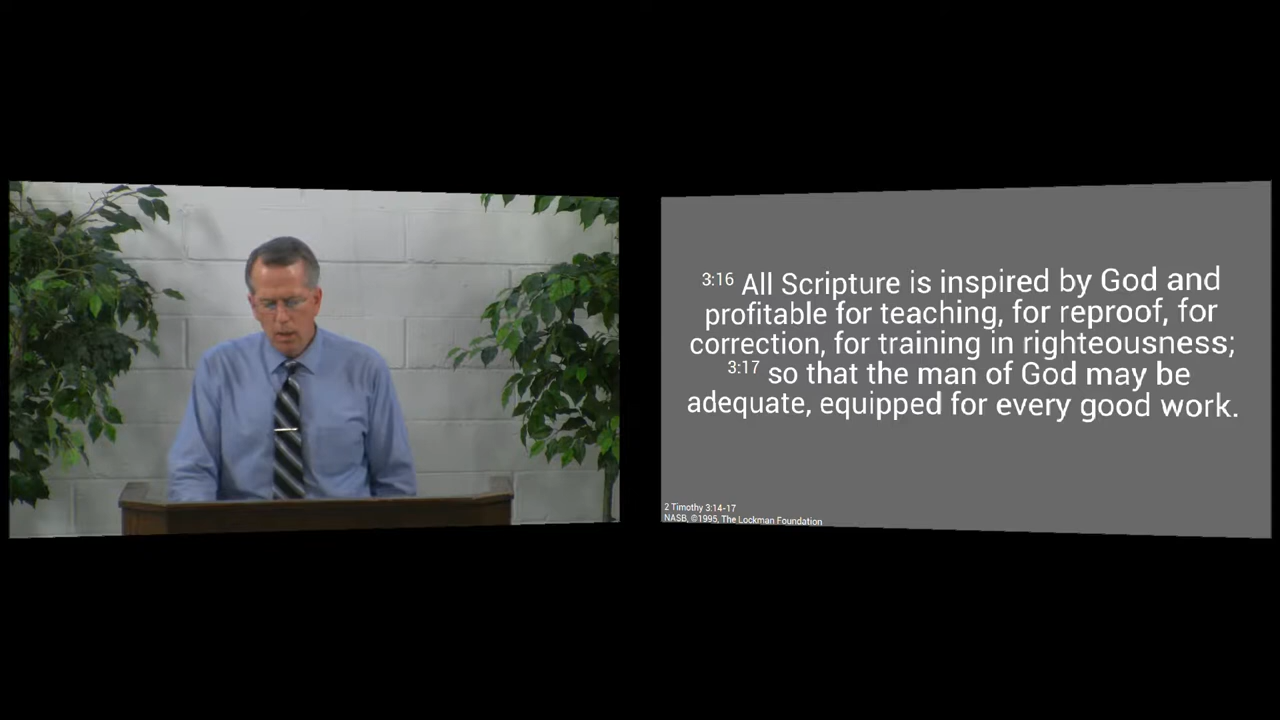 3:16 All Scripture is inspired by God and
profitable for teaching, for reproof, for
correction, for training in righteousness;
3:17 so that the man of God may be
adequate, equipped for every good work.
2 Timothy 3:14-17
NASB, ©1995, The Lockman Foundation